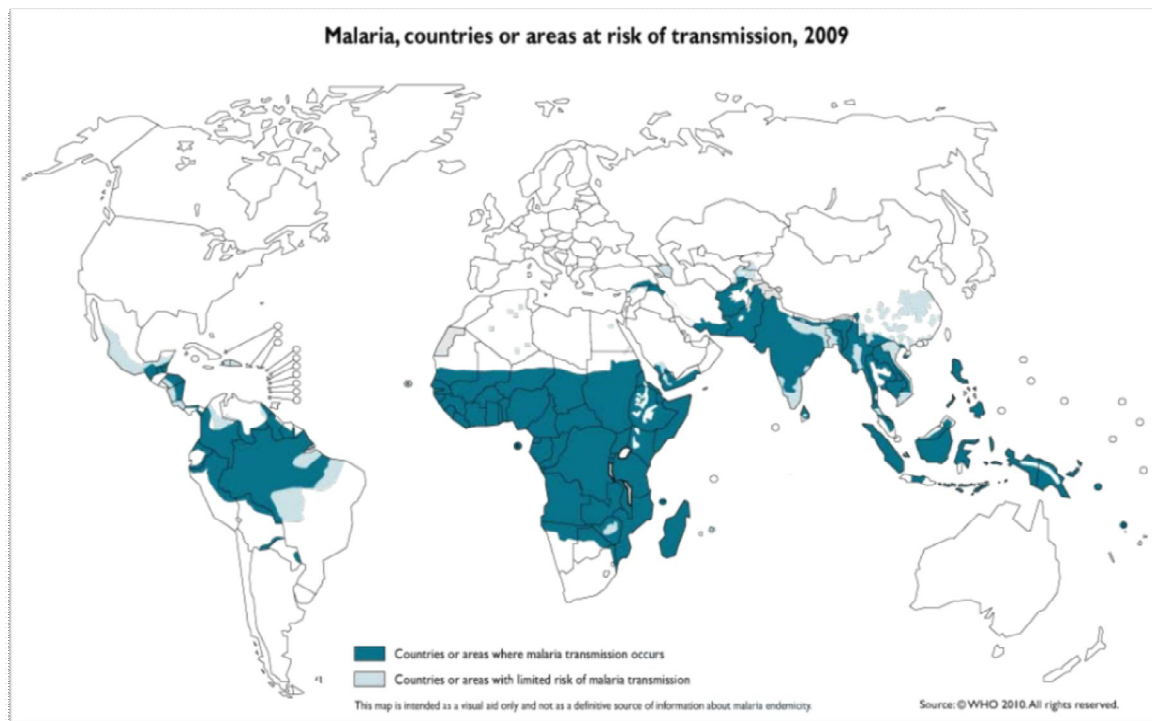 Malaria, countries or areas at risk of transmission, 2009
Countries or areas where malaria transmission occurs
Countries or areas with limited risk of malaria transmission
This map is intended as a visual aid only and not as a definitive source of information about malaria endemicity.
Source: © WHO 2010. All rights reserved.